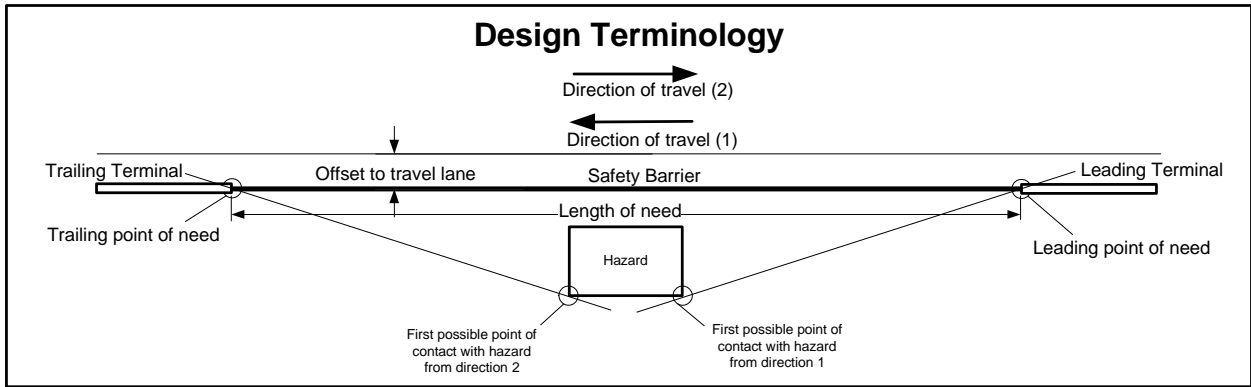 Design Terminology
Direction of travel (2)
Direction of travel (1)
Trailing Terminal
Offset to travel lane
Safety Barrier
Leading Terminal
Length of need
Trailing point of need
Leading point of need
Hazard
First possible point of
contact with hazard
from direction 2
First possible point of
contact with hazard
from direction 1